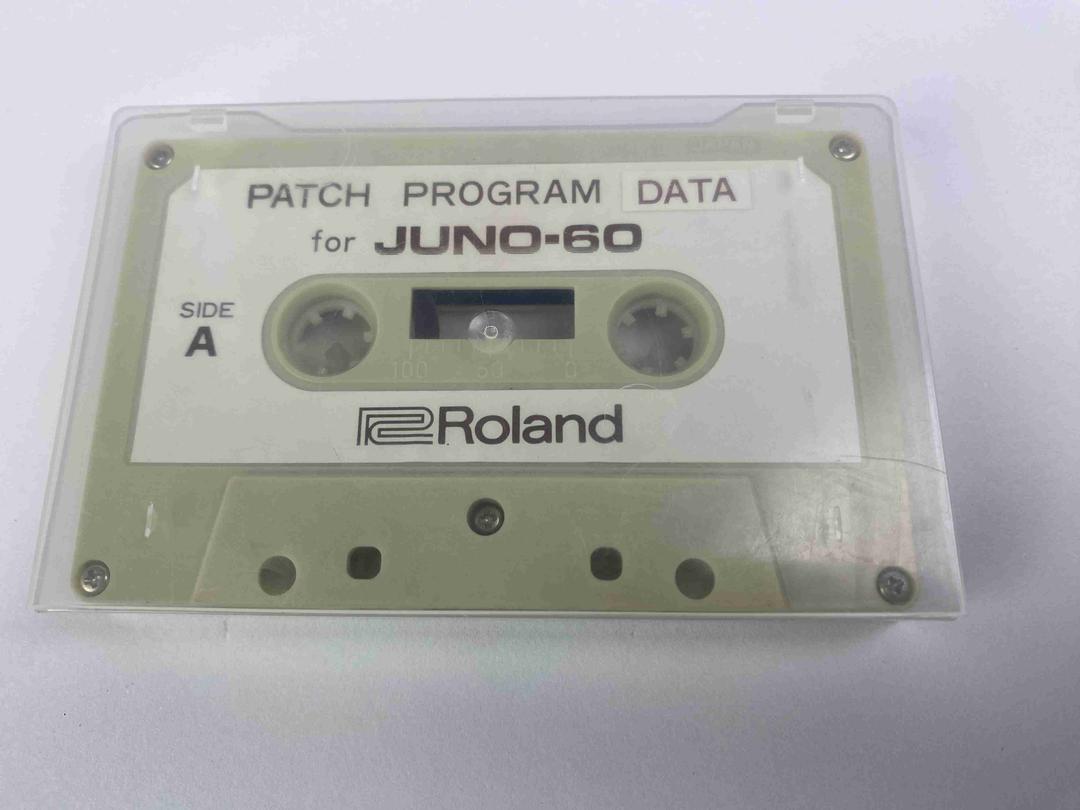 PATCH PROGRAM DATA
for JUNO-60
SIDE
A
100 50 0
Roland